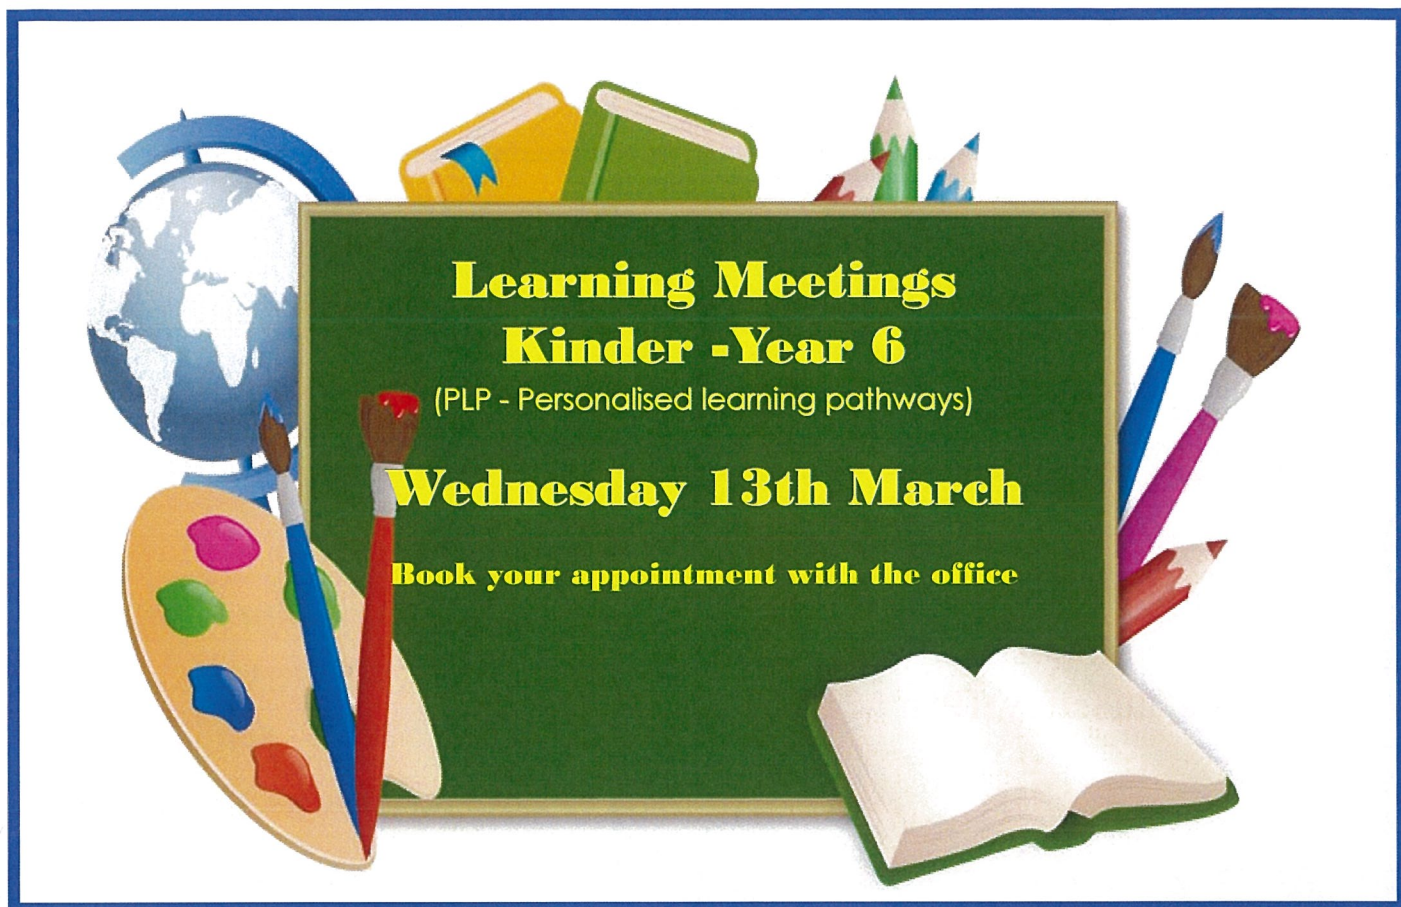 Learning Meetings
Kinder -Year 6
(PLP - Personalised learning pathways)
Wednesday 13th March
Book your appointment with the office